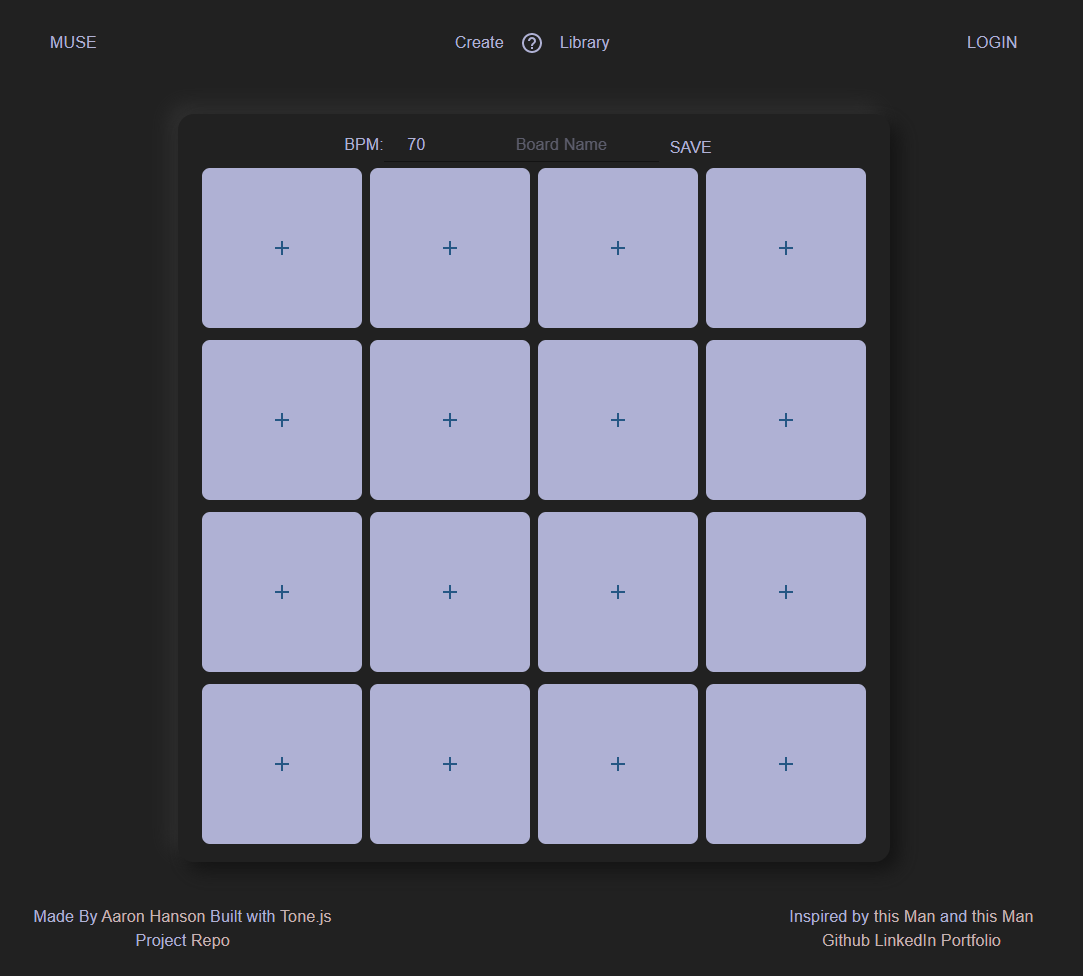 MUSE Create ? Library LOGIN
BPM: 70 Board Name SAVE
+ + + +
+ + + +
+ + + +
+ + + +
Made By Aaron Hanson Built with Tone.js
Project Repo
Inspired by this Man and this Man
Github LinkedIn Portfolio